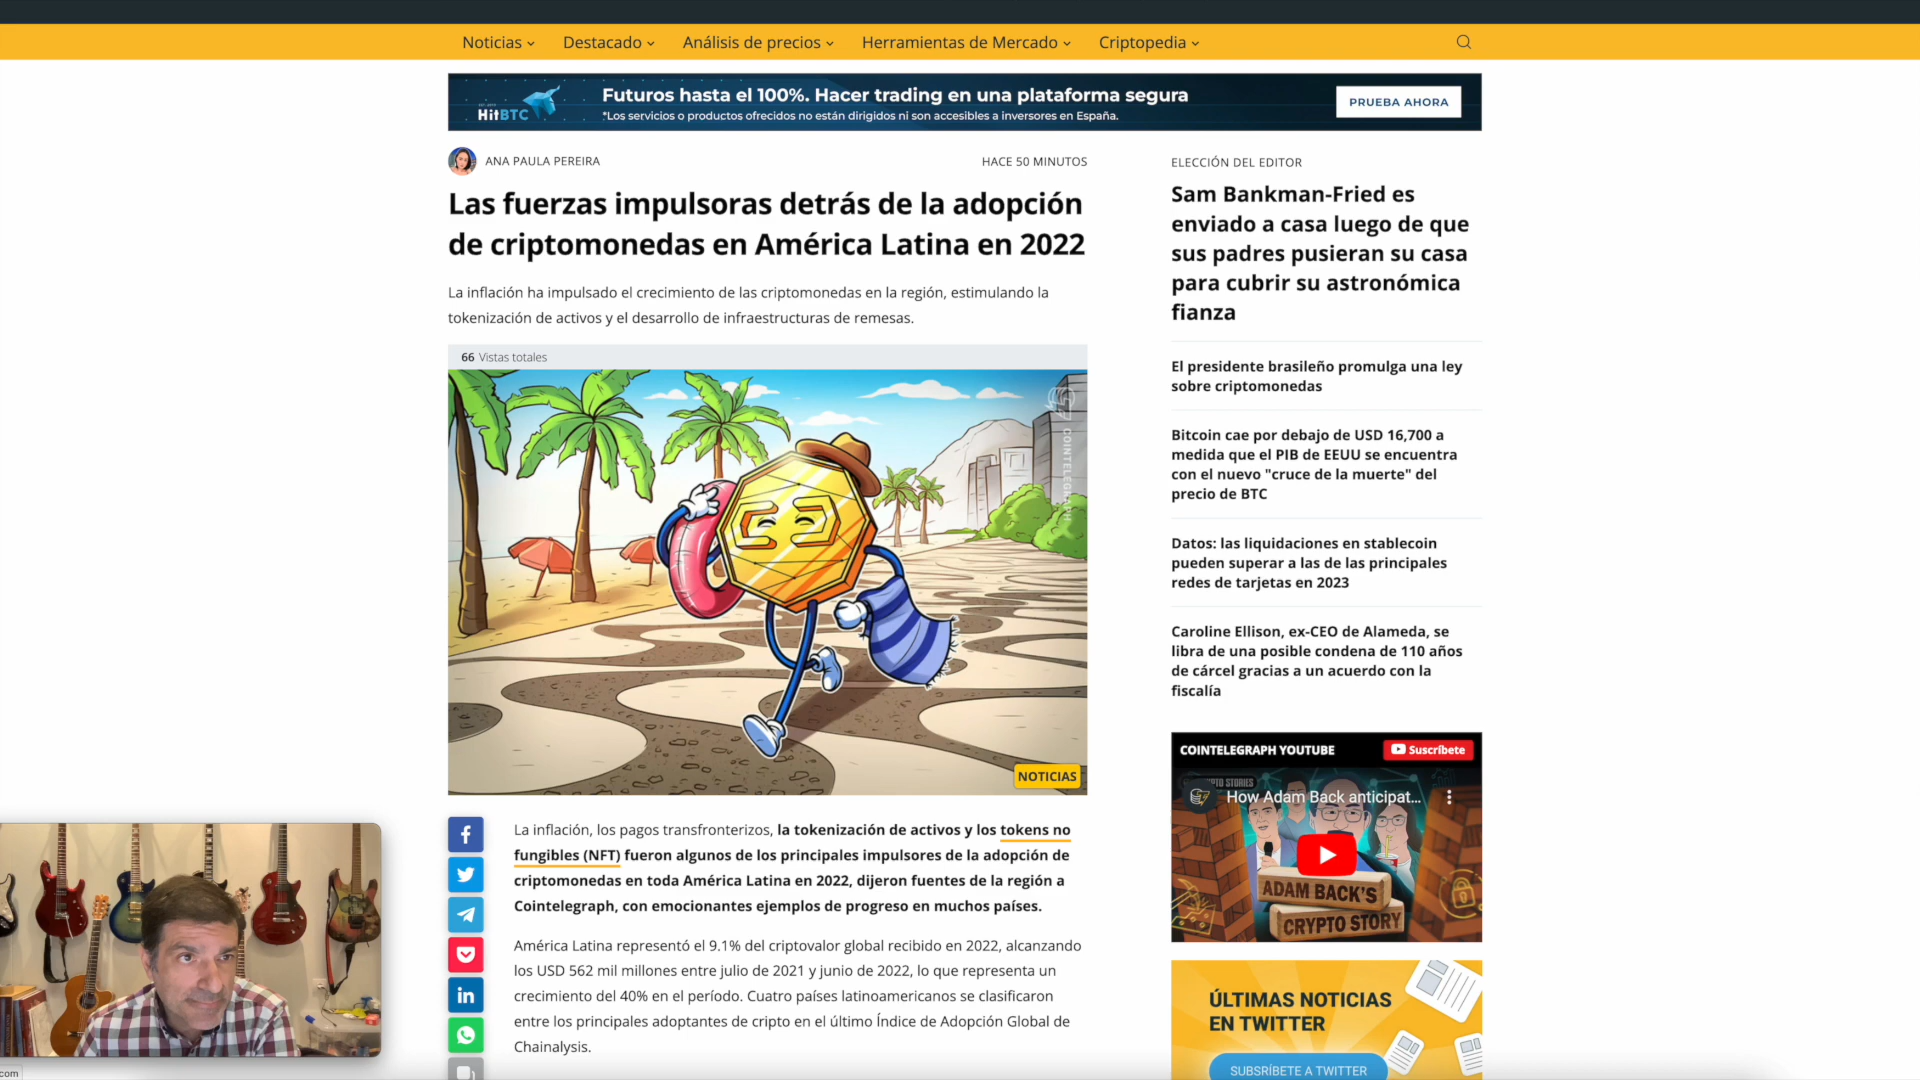 Noticias
Destacado
Análisis de precios
Herramientas de Mercado
Criptopedia
HitBTC
Futuros hasta el 100%. Hacer trading en una plataforma segura
*Los servicios o productos ofrecidos no están dirigidos ni son accesibles a inversores en España.
PRUEBA AHORA
ANA PAULA PEREIRA
HACE 50 MINUTOS
Las fuerzas impulsoras detrás de la adopción
de criptomonedas en América Latina en 2022
La inflación ha impulsado el crecimiento de las criptomonedas en la región, estimulando la
tokenización de activos y el desarrollo de infraestructuras de remesas.
66 Vistas totales
COINTELEGRAPH
NOTICIAS
La inflación, los pagos transfronterizos, la tokenización de activos y los tokens no
fungibles (NFT) fueron algunos de los principales impulsores de la adopción de
criptomonedas en toda América Latina en 2022, dijeron fuentes de la región a
Cointelegraph, con emocionantes ejemplos de progreso en muchos países.
América Latina representó el 9.1% del criptovalor global recibido en 2022, alcanzando
los USD 562 mil millones entre julio de 2021 y junio de 2022, lo que representa un
crecimiento del 40% en el período. Cuatro países latinoamericanos se clasificaron
entre los principales adoptantes de cripto en el último Índice de Adopción Global de
Chainalysis.
ELECCIÓN DEL EDITOR
Sam Bankman-Fried es
enviado a casa luego de que
sus padres pusieran su casa
para cubrir su astronómica
fianza
El presidente brasileño promulga una ley
sobre criptomonedas
Bitcoin cae por debajo de USD 16,700 a
medida que el PIB de EEUU se encuentra
con el nuevo "cruce de la muerte" del
precio de BTC
Datos: las liquidaciones en stablecoin
pueden superar a las de las principales
redes de tarjetas en 2023
Caroline Ellison, ex-CEO de Alameda, se
libra de una posible condena de 110 años
de cárcel gracias a un acuerdo con la
fiscalía
COINTELEGRAPH YOUTUBE
Suscríbete
STORIES
How Adam Back anticipat...
ADAM BACK'S
CRYPTO STORY
ÚLTIMAS NOTICIAS
EN TWITTER
SUBSRÍBETE A TWITTER
com